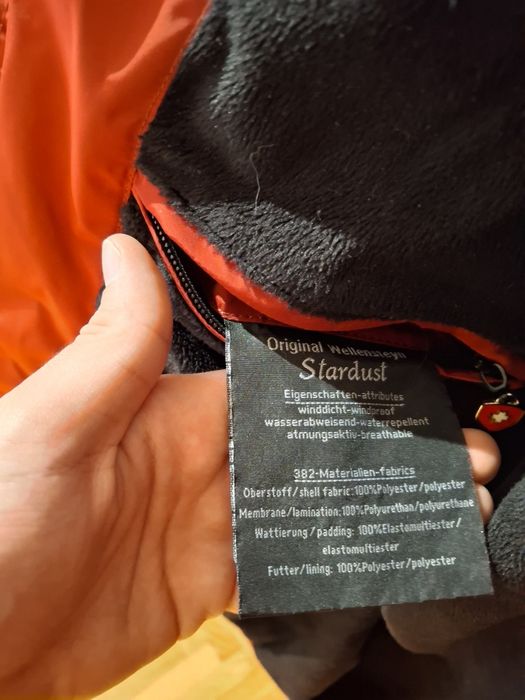 Original Wellensteyn
Stardust
Eigenschaften-attributes
winddicht-windproof
wasserabweisend-waterrepellent
atmungsaktiv-breathable
382-Materialien-fabrics
Oberstoff/shell fabric:100%Polyester/polyester
Membrane/lamination:100%Polyurethan/polyurethane
Wattierung/padding: 100%Elastomultiester/
elastomultiester
Futter/lining: 100%Polyester/polyester